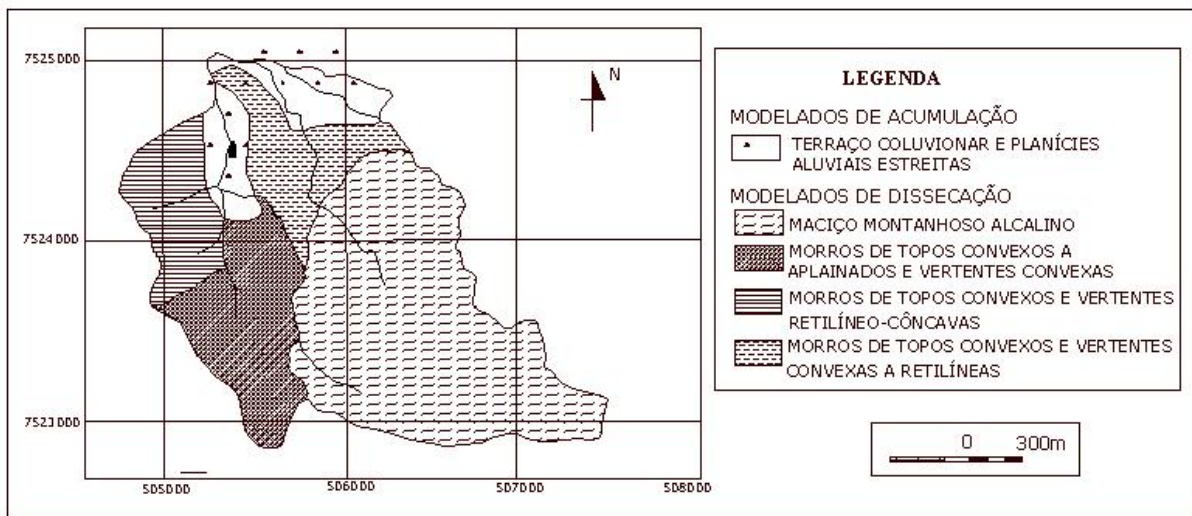 7525000
7524000
7521000
505000
506000
507000
508000
N
LEGENDA
MODELADOS DE ACUMULAÇÃO
TERRAÇO COLUVIONAR E PLANÍCIES
ALUVIAIS ESTREITAS
MODELADOS DE DISSECAÇÃO
MACIÇO MONTANHOSO ALCALINO
MORROS DE TOPOS CONVEXOS A
APLAINADOS E VERTENTES CONVEXAS
MORROS DE TOPOS CONVEXOS E VERTENTES
RETILÍNEO-CÔNCAVAS
MORROS DE TOPOS CONVEXOS E VERTENTES
CONVEXAS A RETILÍNEAS
0 300m